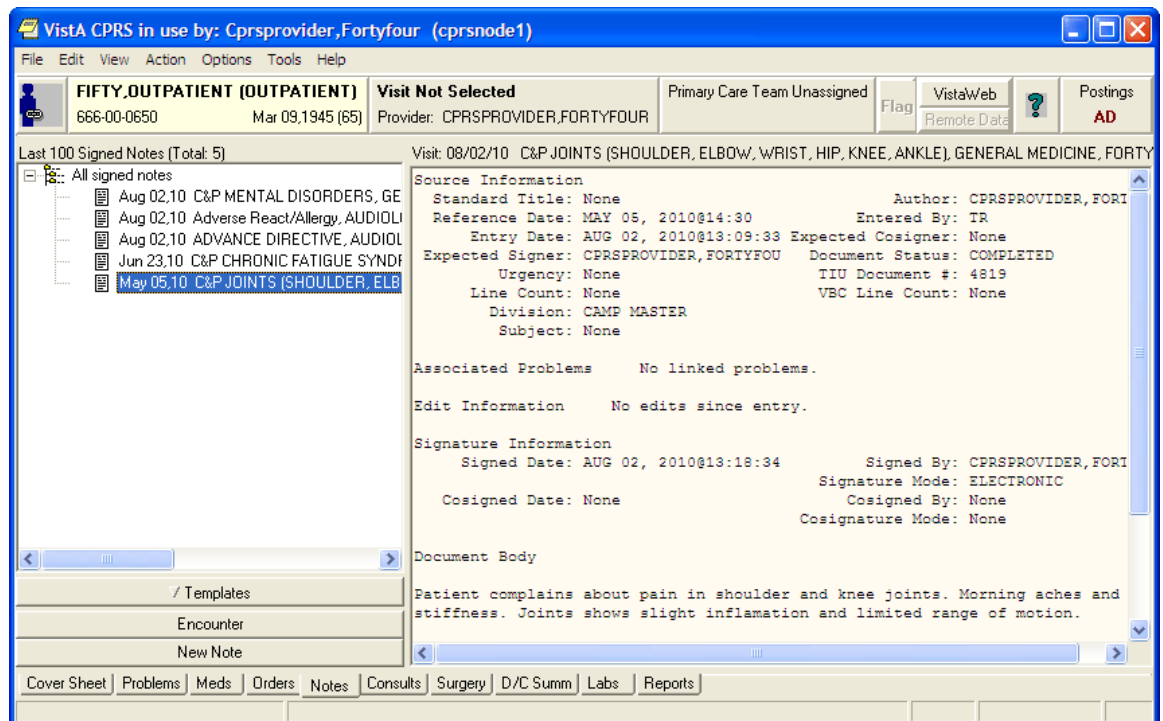 VistA CPRS in use by: Cprsprovider,Fortyfour (cprsnode1)
File Edit View Action Options Tools Help
FIFTY,OUTPATIENT (OUTPATIENT) Visit Not Selected Primary Care Team Unassigned Flag VistaWeb ? Postings
666-00-0650 Mar 09,1945 (65) Provider: CPRSPROVIDER,FORTYFOUR Remote Data AD
Last 100 Signed Notes (Total: 5) Visit: 08/02/10 C&P JOINTS (SHOULDER, ELBOW, WRIST, HIP, KNEE, ANKLE), GENERAL MEDICINE, FORTY
All signed notes
Aug 02,10 C&P MENTAL DISORDERS, GE
Aug 02,10 Adverse React/Allergy, AUDIOL
Aug 02,10 ADVANCE DIRECTIVE, AUDIOL
Jun 23,10 C&P CHRONIC FATIGUE SYNDR
May 05,10 C&P JOINTS (SHOULDER, ELB
Source Information
Standard Title: None Author: CPRSPROVIDER,FORT
Reference Date: MAY 05, 2010@14:30 Entered By: TR
Entry Date: AUG 02, 2010@13:09:33 Expected Cosigner: None
Expected Signer: CPRSPROVIDER,FORTYFOU Document Status: COMPLETED
Urgency: None TIU Document #: 4819
Line Count: None VBC Line Count: None
Division: CAMP MASTER
Subject: None
Associated Problems No linked problems.
Edit Information No edits since entry.
Signature Information
Signed Date: AUG 02, 2010@13:18:34 Signed By: CPRSPROVIDER,FORT
Signature Mode: ELECTRONIC
Cosigned Date: None Cosigned By: None
Cosignature Mode: None
Document Body
Patient complains about pain in shoulder and knee joints. Morning aches and
stiffness. Joints shows slight inflamation and limited range of motion.
/ Templates
Encounter
New Note
Cover Sheet Problems Meds Orders Notes Consults Surgery D/C Summ Labs Reports